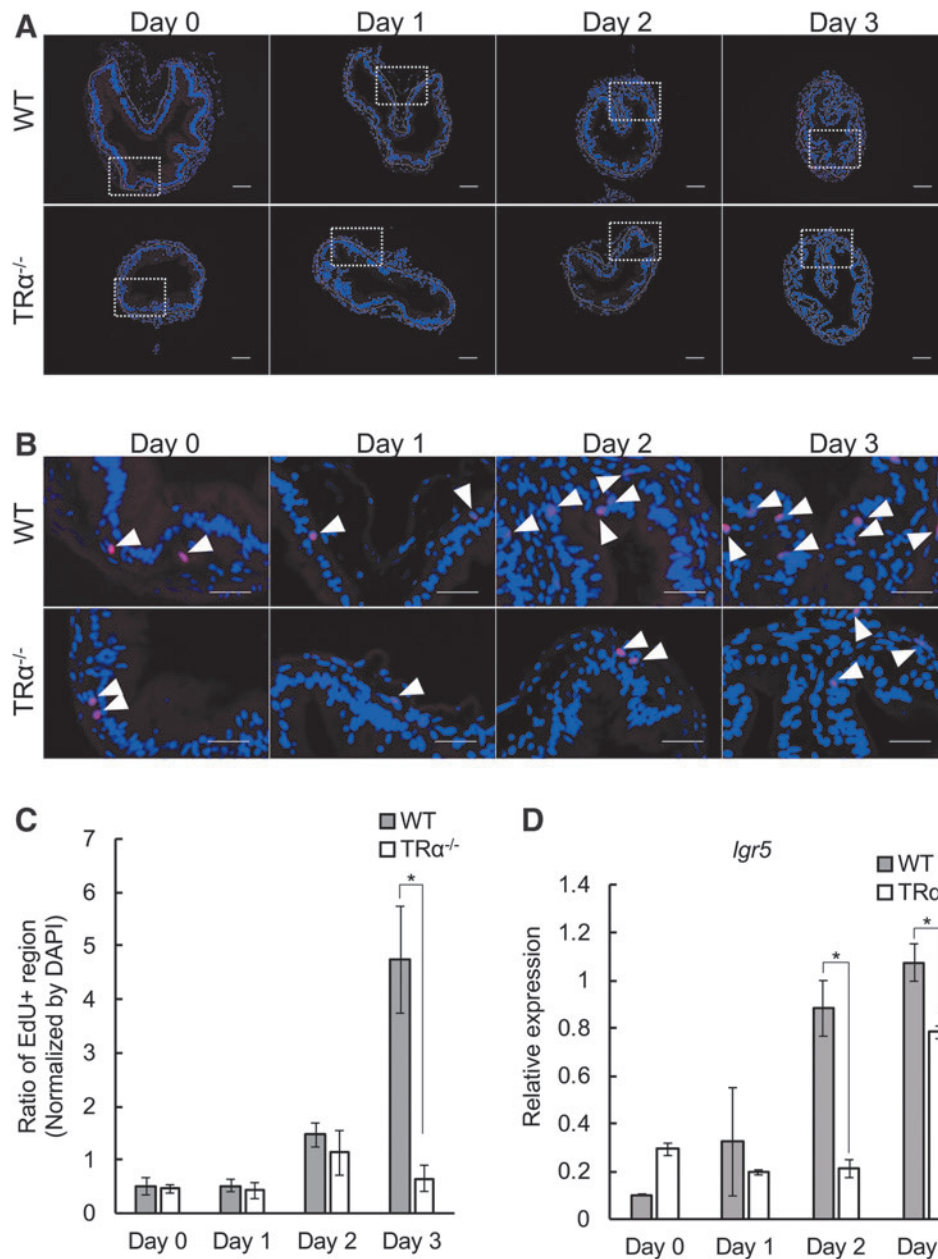 A
Day 0 Day 1 Day 2 Day 3
WT
TRα-/-
B
Day 0 Day 1 Day 2 Day 3
WT
TRα-/-
C
WT
TRα-/-
Ratio of EdU+ region
(Normalized by DAPI)
7
6
5
4
3
2
1
0
*
Day 0 Day 1 Day 2 Day 3
D
lgr5
WT
TRα
Relative expression
1.4
1.2
1
0.8
0.6
0.4
0.2
0
*
*
Day 0 Day 1 Day 2 Day